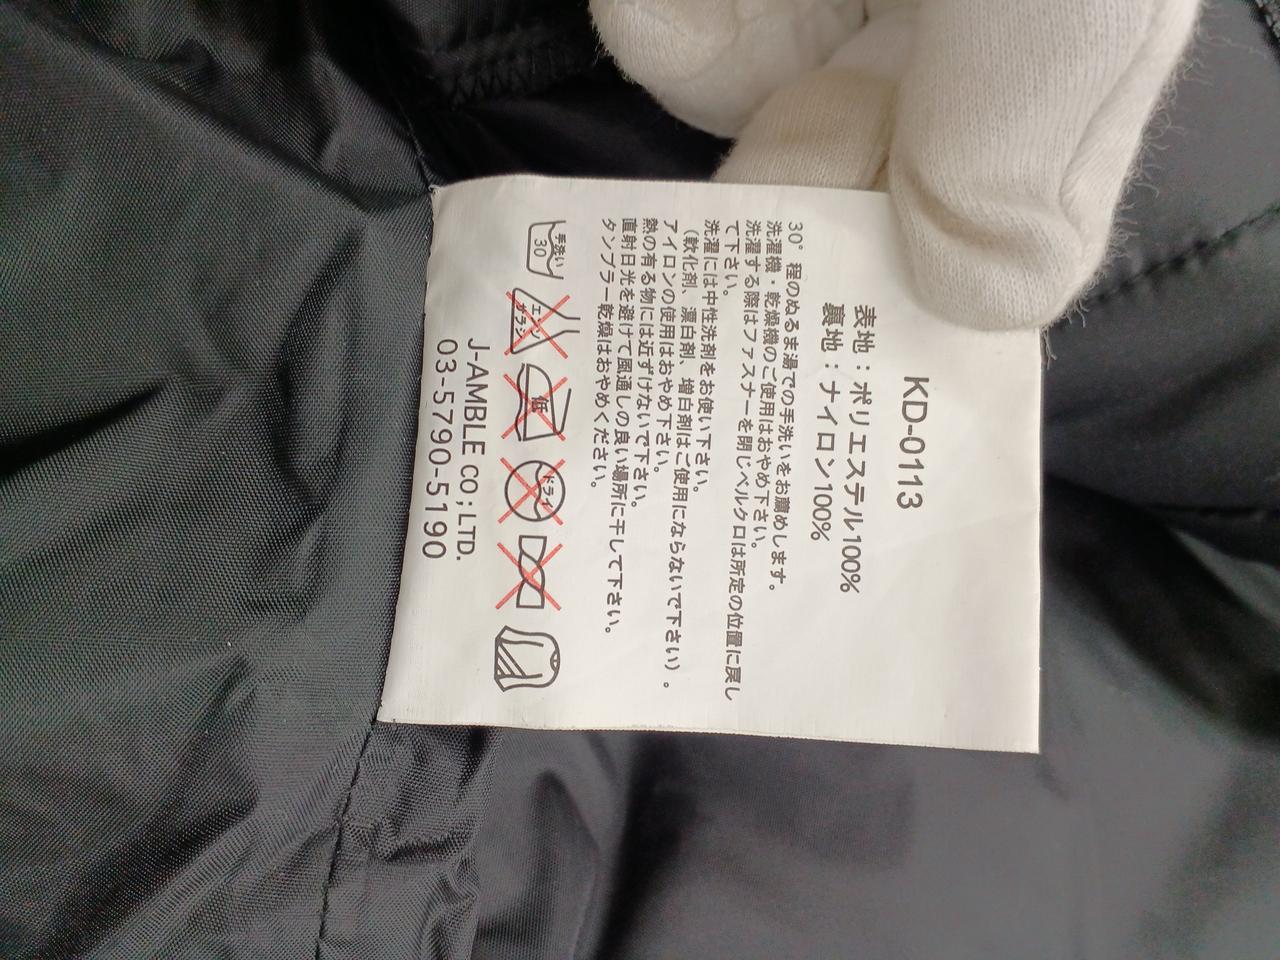 KD-0113
表地：ポリエステル100%
裏地：ナイロン100%
30°程のぬるま湯での手洗いをお薦めします。
洗濯機・乾燥機のご使用はおやめ下さい。
洗濯する際はファスナーを閉じベルクロは所定の位置に戻し
て下さい。
洗濯には中性洗剤をお使い下さい。
（軟化剤、漂白剤、増白剤はご使用にならないで下さい）。
アイロンの使用はおやめ下さい。
熱の有る物には近ずけないで下さい。
直射日光を避けて風通しの良い場所に干して下さい。
タンブラー乾燥はおやめください。
手洗い
30
エンソ
サラシ
低
ドライ
J-AMBLE CO;LTD.
03-5790-5190